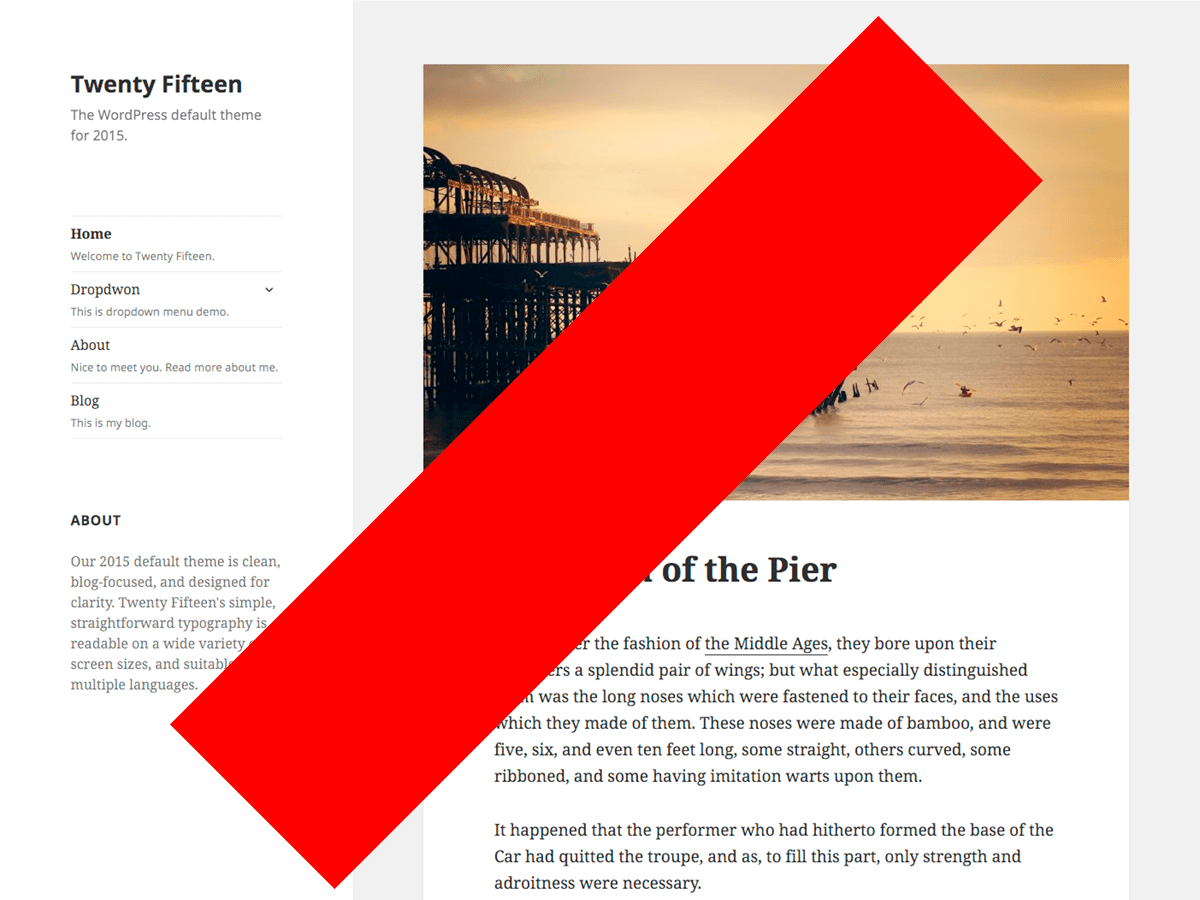 Twenty Fifteen
The WordPress default theme
for 2015.
Home
Welcome to Twenty Fifteen.
Dropdwon
This is dropdown menu demo.
About
Nice to meet you. Read more about me.
Blog
This is my blog.
ABOUT
Our 2015 default theme is clean,
blog-focused, and designed for
clarity. Twenty Fifteen's simple,
straightforward typography is
readable on a wide variety
screen sizes, and suitable
multiple languages.
of the Pier
the fashion of the Middle Ages, they bore upon their
a splendid pair of wings; but what especially distinguished
was the long noses which were fastened to their faces, and the uses
which they made of them. These noses were made of bamboo, and were
five, six, and even ten feet long, some straight, others curved, some
ribboned, and some having imitation warts upon them.
It happened that the performer who had hitherto formed the base of the
Car had quitted the troupe, and as, to fill this part, only strength and
adroitness were necessary.